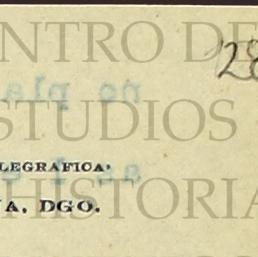 NTRO DE
28
STUDIOS
LEGRAFICA:
A, DGO.
HISTORIA